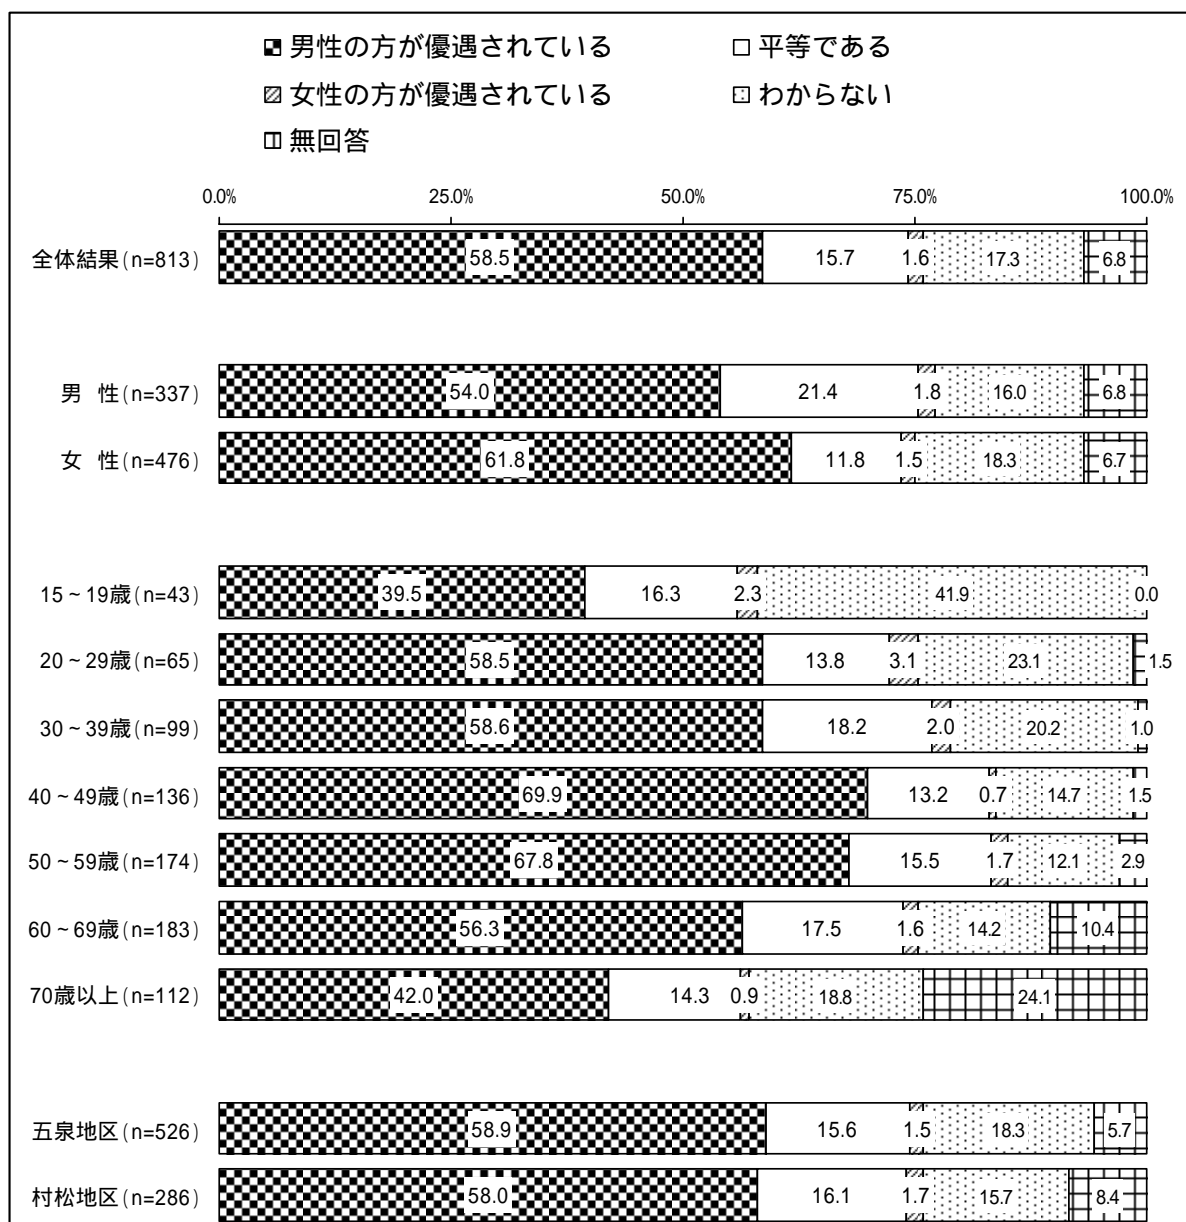 男性の方が優遇されている 平等である
女性の方が優遇されている わからない
無回答
0.0% 25.0% 50.0% 75.0% 100.0%
全体結果(n=813) 58.5 15.7 1.6 17.3 6.8
男 性(n=337) 54.0 21.4 1.8 16.0 6.8
女 性(n=476) 61.8 11.8 1.5 18.3 6.7
15~19歳(n=43) 39.5 16.3 2.3 41.9 0.0
20~29歳(n=65) 58.5 13.8 3.1 23.1 1.5
30~39歳(n=99) 58.6 18.2 2.0 20.2 1.0
40~49歳(n=136) 69.9 13.2 0.7 14.7 1.5
50~59歳(n=174) 67.8 15.5 1.7 12.1 2.9
60~69歳(n=183) 56.3 17.5 1.6 14.2 10.4
70歳以上(n=112) 42.0 14.3 0.9 18.8 24.1
五泉地区(n=526) 58.9 15.6 1.5 18.3 5.7
村松地区(n=286) 58.0 16.1 1.7 15.7 8.4